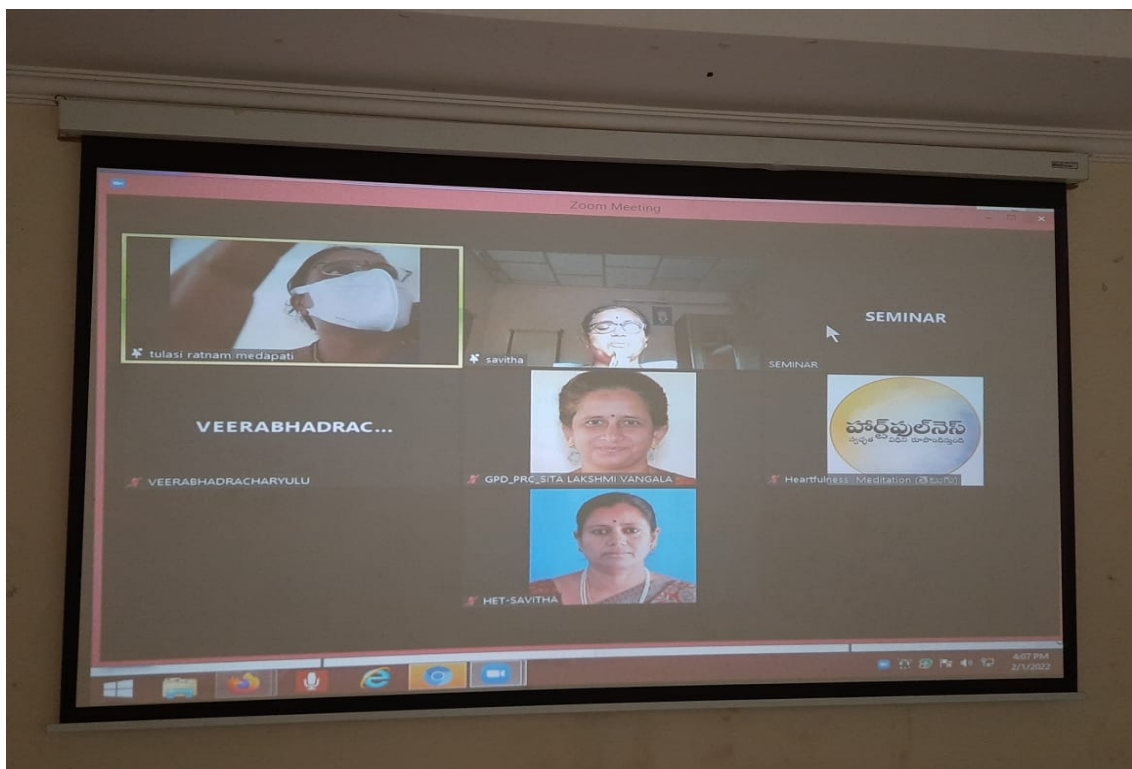 Zoom Meeting
tulasi ratnam medapati
savitha
SEMINAR
SEMINAR
VEERABHADRAC...
VEERABHADRACHARYULU
GPD_PRC_SITA LAKSHMI VANGALA
హార్ట్‌ఫుల్‌నెస్
Heartfulness Meditation (తెలుగు)
HET-SAVITHA
4:07 PM
2/1/2022